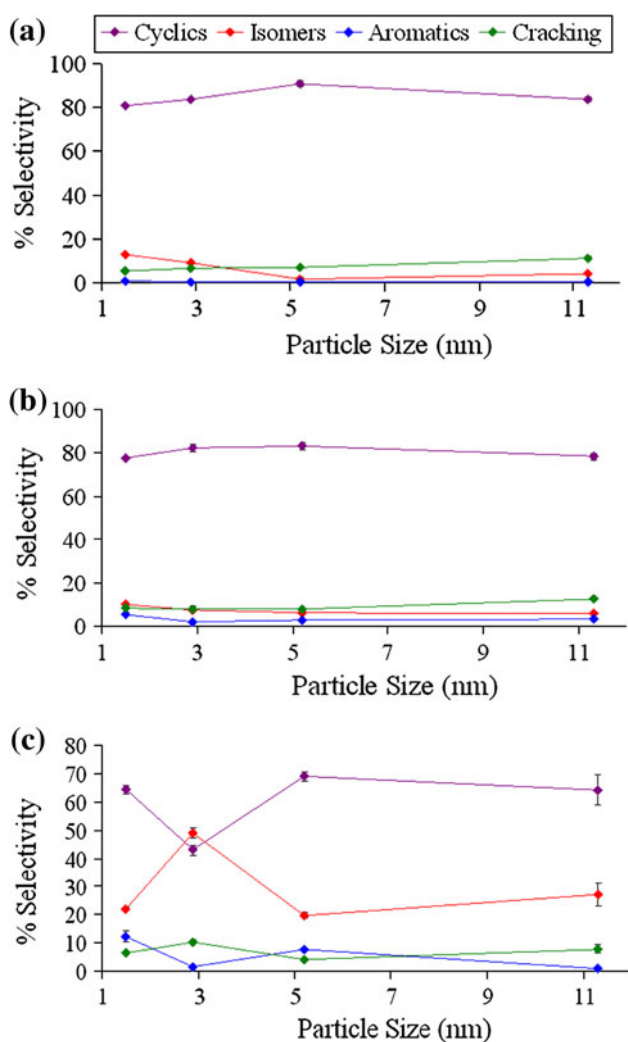 (a)
Cyclics Isomers Aromatics Cracking
100
80
60
40
20
0
% Selectivity
1 3 5 7 9 11
Particle Size (nm)
(b)
100
80
60
40
20
0
% Selectivity
1 3 5 7 9 11
Particle Size (nm)
(c)
80
70
60
50
40
30
20
10
0
% Selectivity
1 3 5 7 9 11
Particle Size (nm)